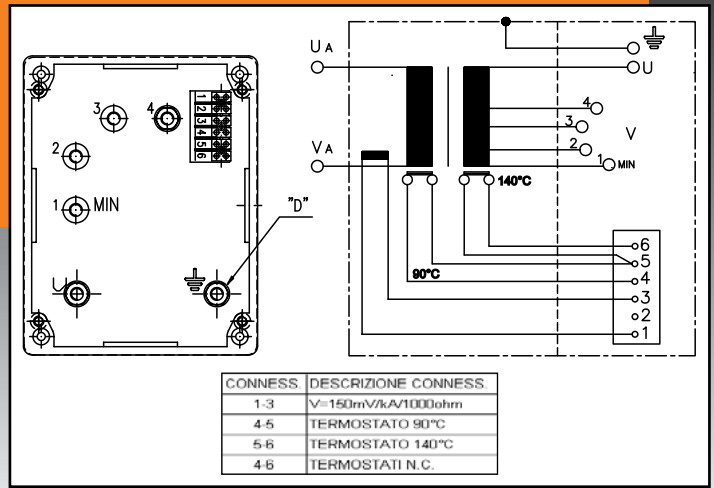 3
4
1
2
3
4
5
6
2
1 MIN
"D"
U
U A
U
4
3
V
2
V A
1 MIN
140°C
90°C
6
5
4
3
2
1
CONNESS. DESCRIZIONE CONNESS.
1-3 V=150mV/kA/1000ohm
4-5 TERMOSTATO 90°C
5-6 TERMOSTATO 140°C
4-6 TERMOSTATI N.C.